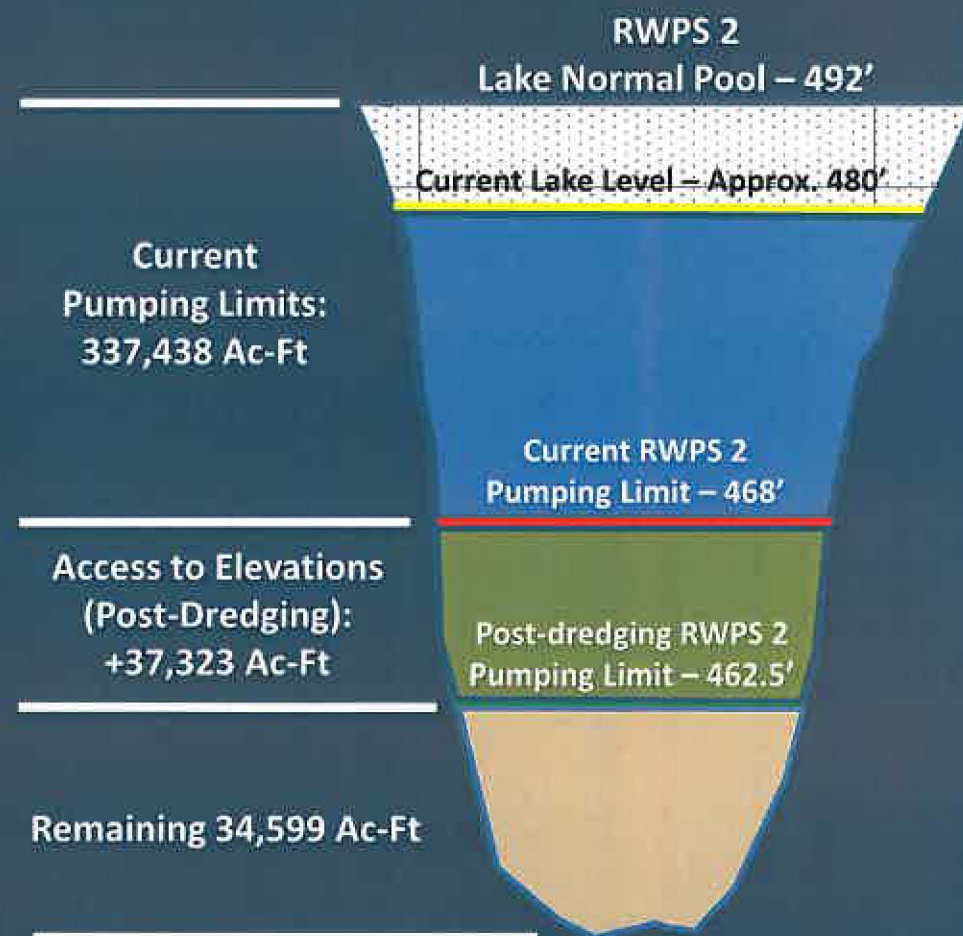 RWPS 2
Lake Normal Pool – 492’
Current Lake Level – Approx. 480’
Current
Pumping Limits:
337,438 Ac-Ft
Current RWPS 2
Pumping Limit – 468’
Access to Elevations
(Post-Dredging):
+37,323 Ac-Ft
Post-dredging RWPS 2
Pumping Limit – 462.5’
Remaining 34,599 Ac-Ft